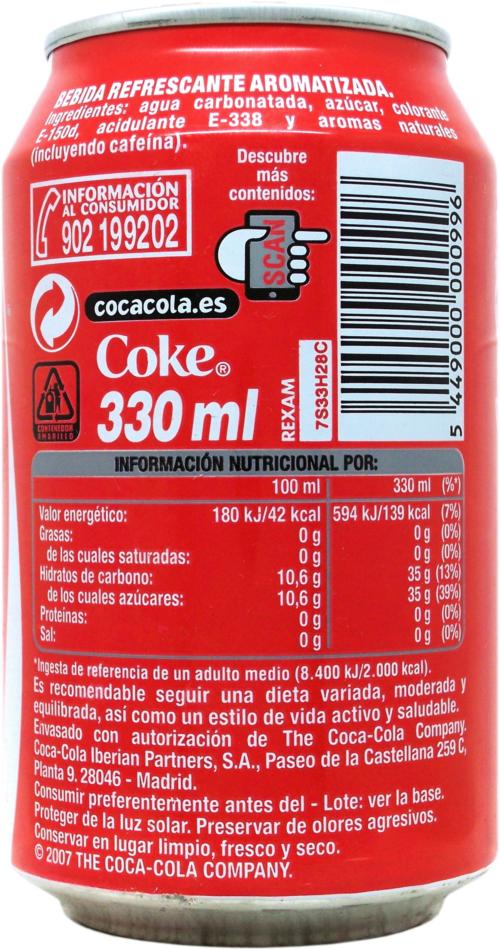 BEBIDA REFRESCANTE AROMATIZADA.
Ingredientes: agua carbonatada, azúcar, colorante
E-150d, acidulante E-338 y aromas naturales
(incluyendo cafeína).
Descubre
más
contenidos:
INFORMACIÓN
AL CONSUMIDOR
902 199202
SCAN
cocacola.es
Coke®
330 ml
CONTENEDOR
AMARILLO
REXAM
7S33H28C
5 449000 000996
INFORMACIÓN NUTRICIONAL POR:
100 ml 330 ml (%*)
Valor energético: 180 kJ/42 kcal 594 kJ/139 kcal (7%)
Grasas: 0 g 0 g (0%)
de las cuales saturadas: 0 g 0 g (0%)
Hidratos de carbono: 10,6 g 35 g (13%)
de los cuales azúcares: 10,6 g 35 g (39%)
Proteínas: 0 g 0 g (0%)
Sal: 0 g 0 g (0%)
*Ingesta de referencia de un adulto medio (8.400 kJ/2.000 kcal).
Es recomendable seguir una dieta variada, moderada y
equilibrada, así como un estilo de vida activo y saludable.
Envasado con autorización de The Coca-Cola Company.
Coca-Cola Iberian Partners, S.A., Paseo de la Castellana 259 C,
Planta 9. 28046 - Madrid.
Consumir preferentemente antes del - Lote: ver la base.
Proteger de la luz solar. Preservar de olores agresivos.
Conservar en lugar limpio, fresco y seco.
© 2007 THE COCA-COLA COMPANY.